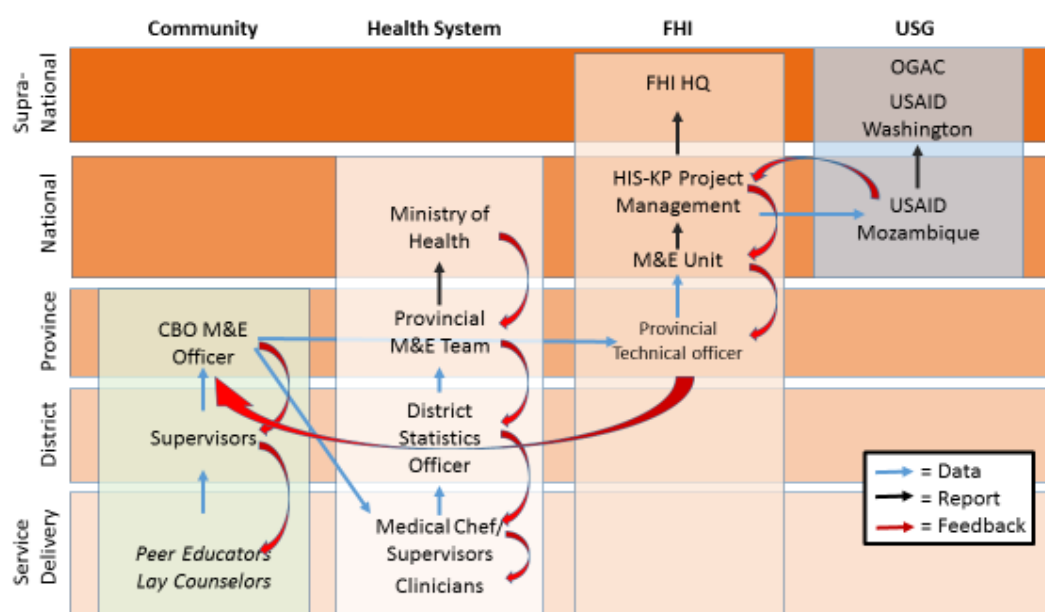 Community
Health System
FHI
USG
Supra-
National
National
Province
District
Service
Delivery
CBO M&E
Officer
Supervisors
Peer Educators
Lay Counselors
Ministry of
Health
Provincial
M&E Team
District
Statistics
Officer
Medical Chef/
Supervisors
Clinicians
FHI HQ
HIS-KP Project
Management
M&E Unit
Provincial
Technical officer
OGAC
USAID
Washington
USAID
Mozambique
= Data
= Report
= Feedback